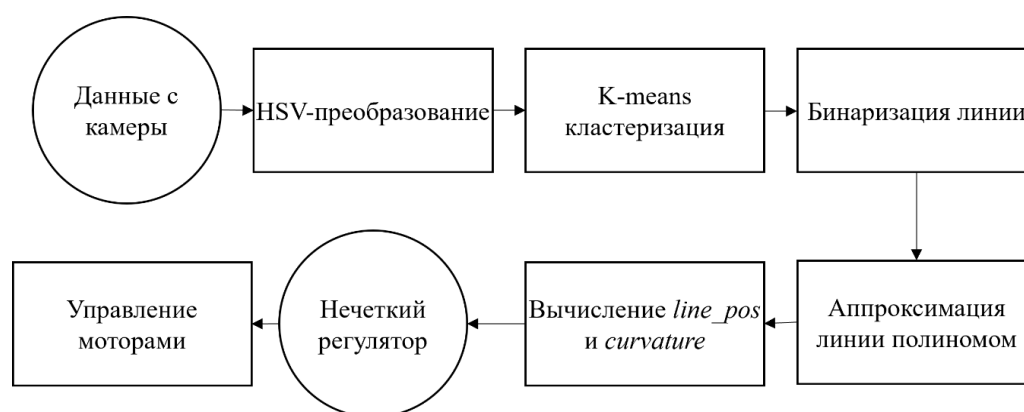 Данные с
камеры
HSV-преобразование
K-means
кластеризация
Бинаризация линии
Аппроксимация
линии полиномом
Вычисление line_pos
и curvature
Нечеткий
регулятор
Управление
моторами